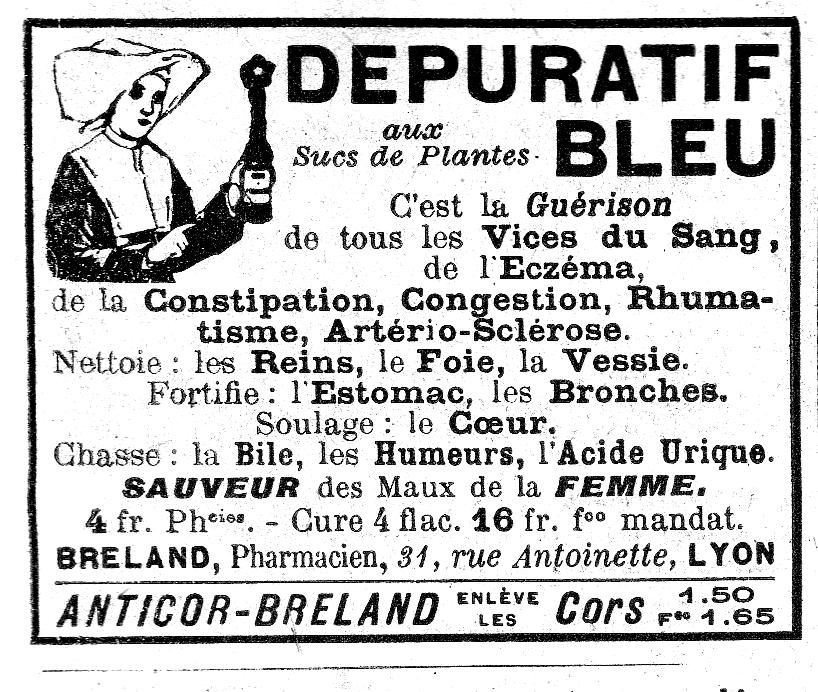 DEPURATIF
aux
Sucs de Plantes. BLEU
C'est la Guérison
de tous les Vices du Sang,
de l'Eczéma,
de la Constipation, Congestion, Rhuma-
tisme, Artério-Sclérose.
Nettoie : les Reins, le Foie, la Vessie.
Fortifie : l'Estomac, les Bronches.
Soulage : le Cœur.
Chasse : la Bile, les Humeurs, l'Acide Urique.
SAUVEUR des Maux de la FEMME.
4 fr. Phcies. - Cure 4 flac. 16 fr. fco mandat.
BRELAND, Pharmacien, 31, rue Antoinette, LYON
ANTICOR-BRELAND ENLÈVE LES Cors 1.50
Fco 1.65